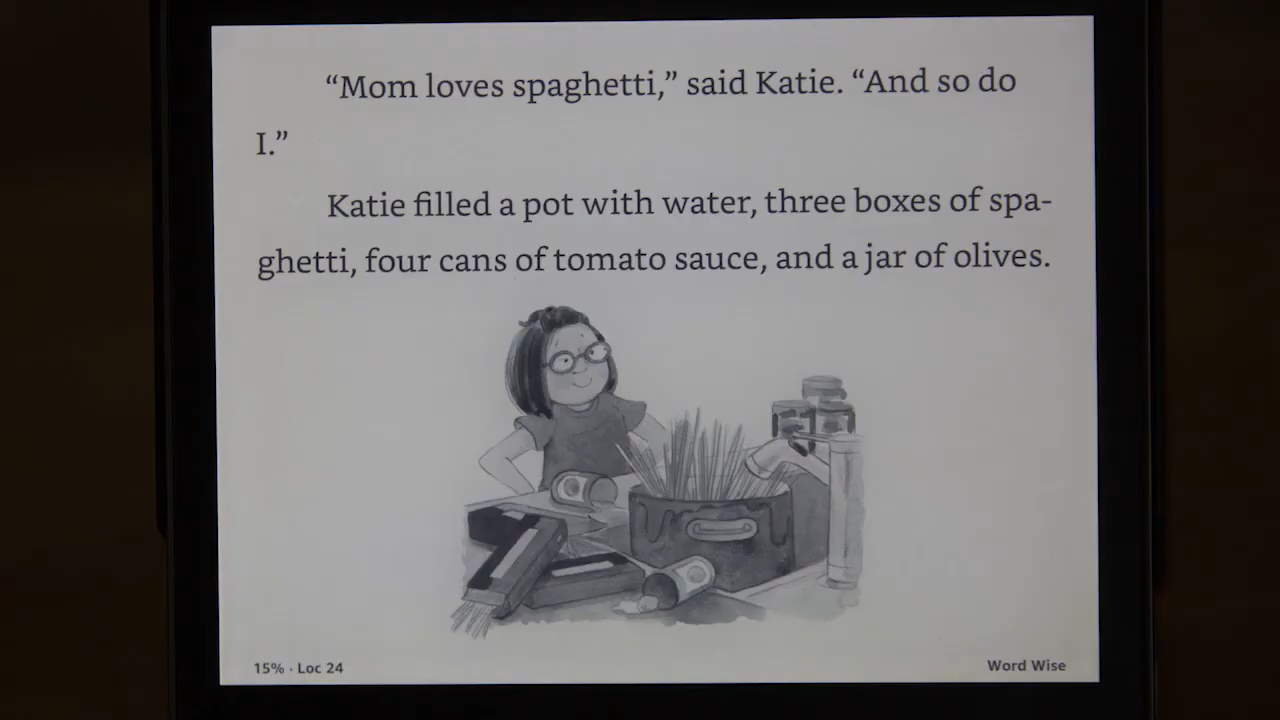 “Mom loves spaghetti,” said Katie. “And so do
I.”
Katie filled a pot with water, three boxes of spa-
ghetti, four cans of tomato sauce, and a jar of olives.
15% · Loc 24
Word Wise